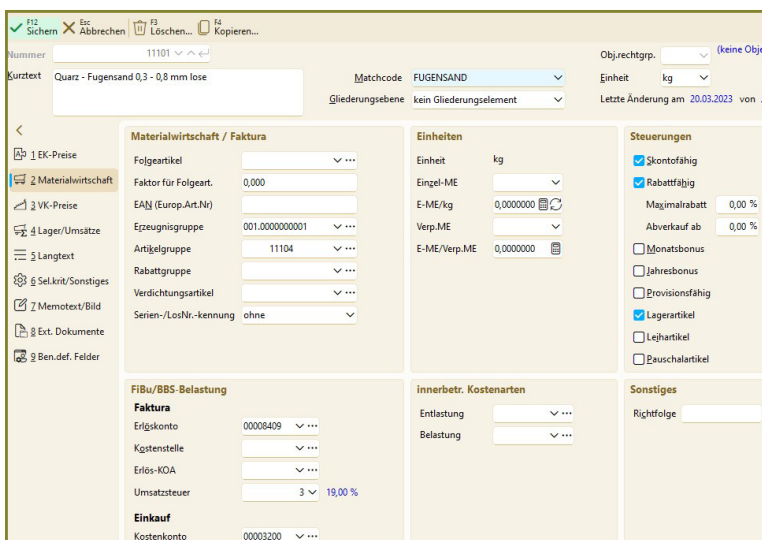 F12 Sichern Esc Abbrechen F3 Löschen... F4 Kopieren...
Nummer 11101 Obj.rechtgrp. (keine Obje
Kurztext Quarz - Fugensand 0,3 - 0,8 mm lose Matchcode FUGENSAND Einheit kg
Gliederungsebene kein Gliederungselement Letzte Änderung am 20.03.2023 von
1 EK-Preise
2 Materialwirtschaft
3 VK-Preise
4 Lager/Umsätze
5 Langtext
6 Sel.krit/Sonstiges
7 Memotext/Bild
8 Ext. Dokumente
9 Ben.def. Felder
Materialwirtschaft / Faktura
Folgeartikel
Faktor für Folgeart. 0,000
EAN (Europ.Art.Nr)
Erzeugnisgruppe 001.0000000001
Artikelgruppe 11104
Rabattgruppe
Verdichtungsartikel
Serien-/LosNr.-kennung ohne
Einheiten
Einheit kg
Einzel-ME
E-ME/kg 0,0000000
Verp.ME
E-ME/Verp.ME 0,0000000
Steuerungen
Skontofähig
Rabattfähig
Maximalrabatt 0,00 %
Abverkauf ab 0,00 %
Monatsbonus
Jahresbonus
Provisionsfähig
Lagerartikel
Leihartikel
Pauschalartikel
FiBu/BBS-Belastung
Faktura
Erlöskonto 00008409
Kostenstelle
Erlös-KOA
Umsatzsteuer 3 19,00 %
Einkauf
Kostenkonto 00003200
innerbetr. Kostenarten
Entlastung
Belastung
Sonstiges
Richtfolge